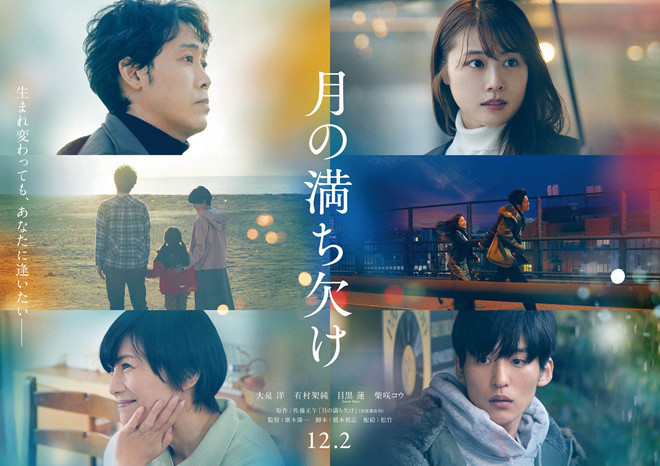 月の満ち欠け
生まれ変わっても、あなたに逢いたい——
大泉 洋　有村架純　目黒 蓮　柴咲コウ
原作：佐藤正午『月の満ち欠け』
監督：廣木隆一　脚本：橋本裕志　配給：松竹
12.2